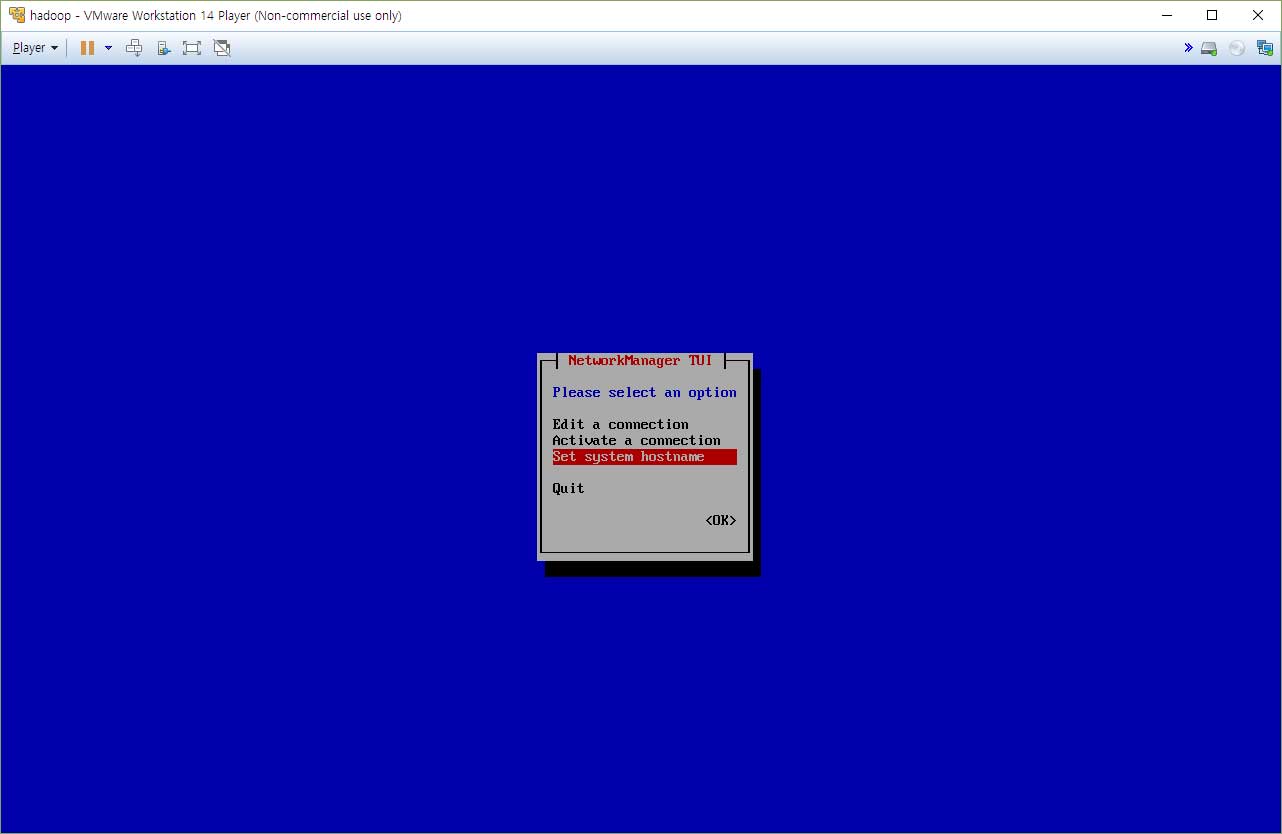 hadoop - VMware Workstation 14 Player (Non-commercial use only)
Player
NetworkManager TUI
Please select an option
Edit a connection
Activate a connection
Set system hostname
Quit
<OK>